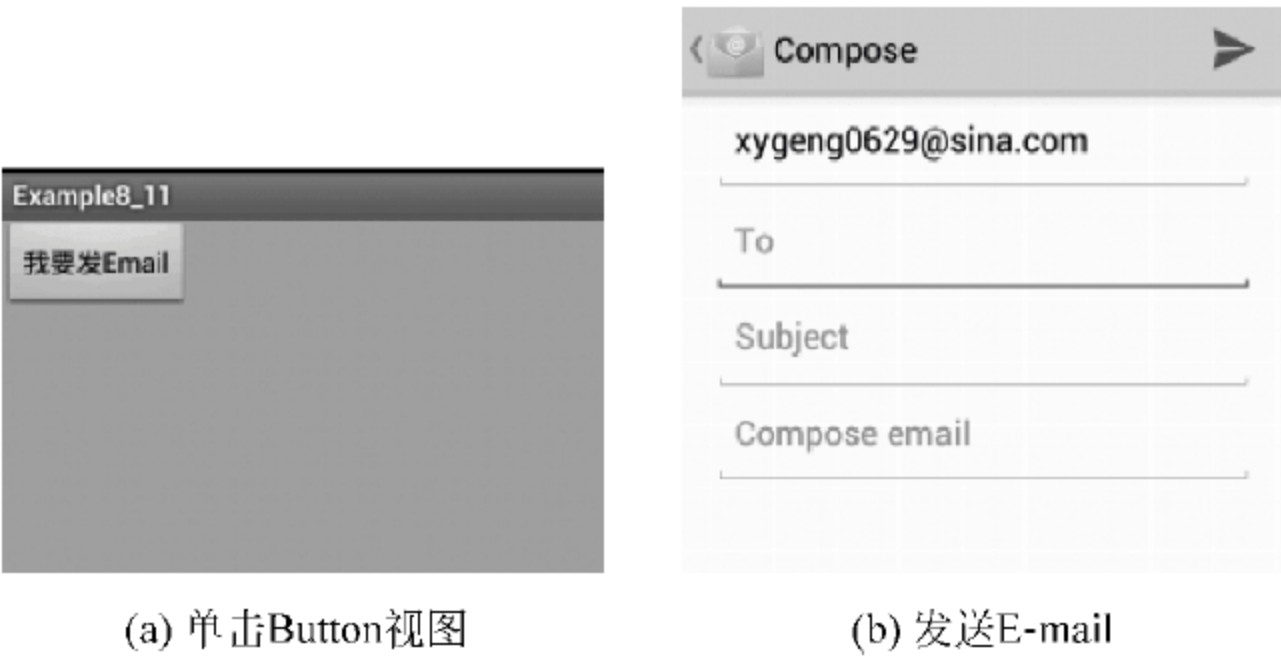 Example8_11
我要发Email
(a) 单击Button视图
Compose
xygeng0629@sina.com
To
Subject
Compose email
(b) 发送E-mail